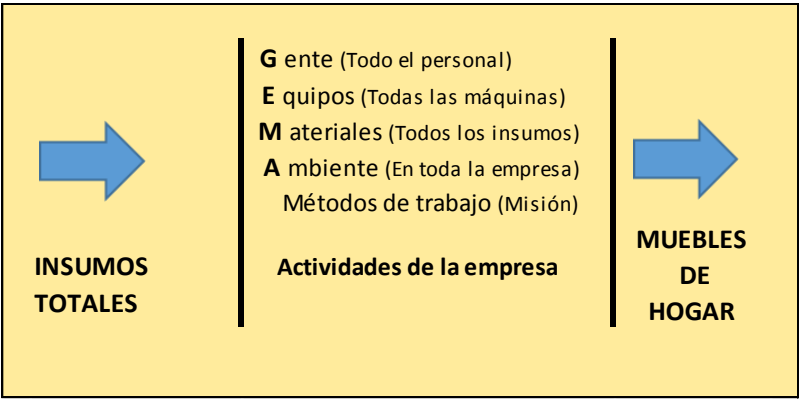 G ente (Todo el personal)
E quipos (Todas las máquinas)
M ateriales (Todos los insumos)
A mbiente (En toda la empresa)
Métodos de trabajo (Misión)
INSUMOS
TOTALES
Actividades de la empresa
MUEBLES
DE
HOGAR